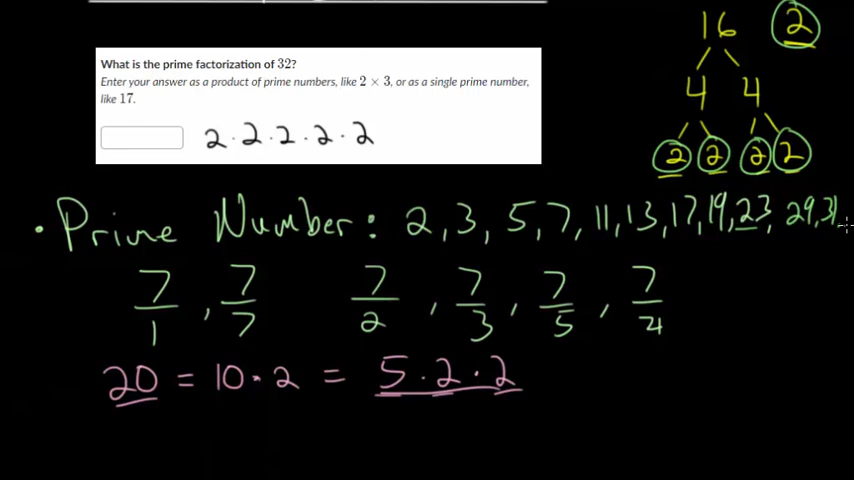 16 2
What is the prime factorization of 32?
Enter your answer as a product of prime numbers, like 2 × 3, or as a single prime number,
like 17.
4 4
2 · 2 · 2 · 2 · 2
2 2 2 2
• Prime Number: 2, 3, 5, 7, 11, 13, 17, 19, 23, 29, 31
7/1 , 7/7 7/2 , 7/3 , 7/5 , 7/4
20 = 10 · 2 = 5 · 2 · 2